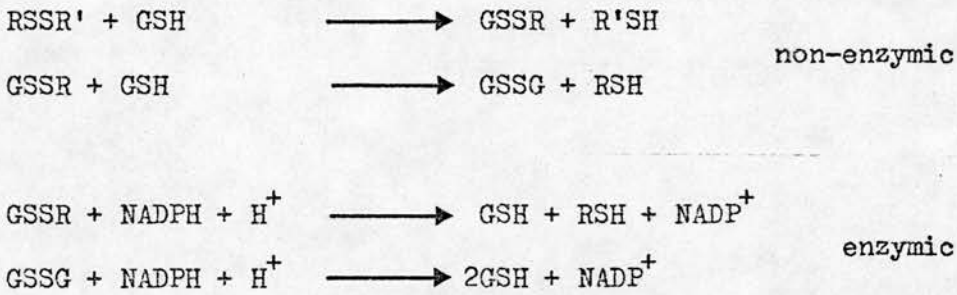 RSSR' + GSH ⟶ GSSR + R'SH
non-enzymic
GSSR + GSH ⟶ GSSG + RSH
GSSR + NADPH + H⁺ ⟶ GSH + RSH + NADP⁺
enzymic
GSSG + NADPH + H⁺ ⟶ 2GSH + NADP⁺